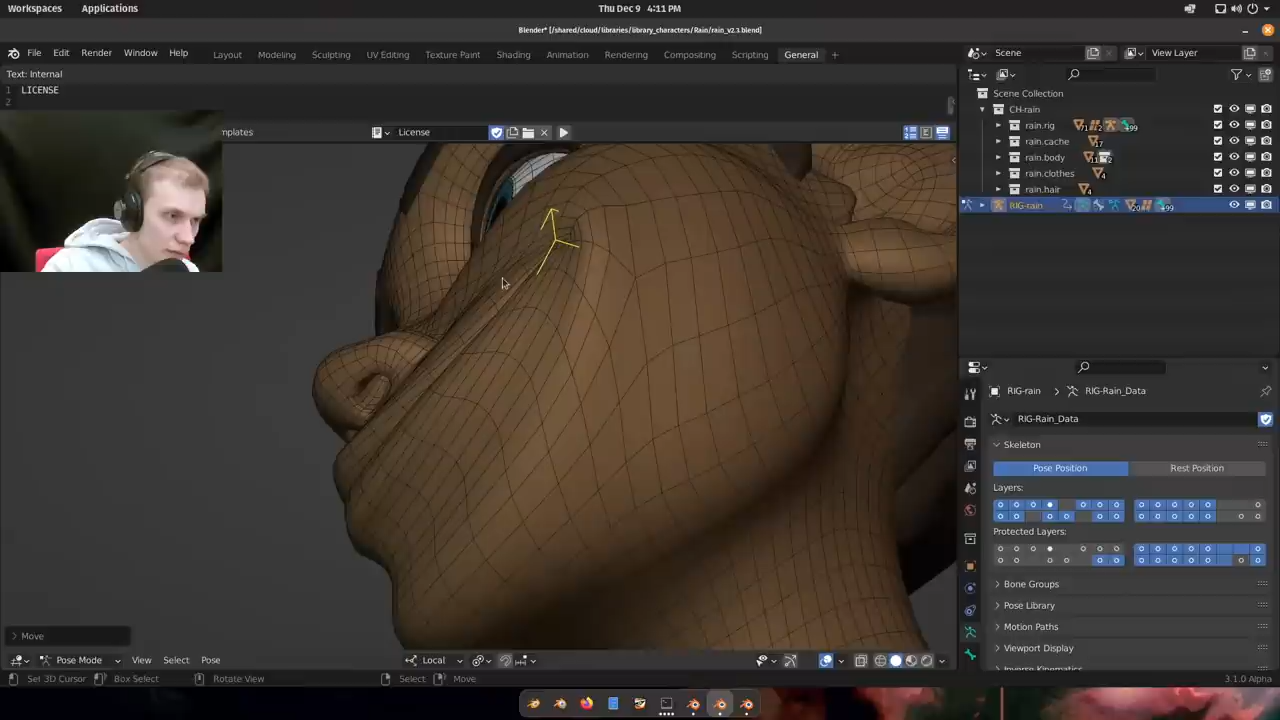 Workspaces Applications Thu Dec 9 4:11 PM
Blender* [/shared/cloud/libraries/library_characters/Rain/rain_v2.3.blend]
File Edit Render Window Help Layout Modeling Sculpting UV Editing Texture Paint Shading Animation Rendering Compositing Scripting General + Scene View Layer
Text: Internal
1 LICENSE
2
Scene Collection
CH-rain
rain.rig
rain.cache
rain.body
rain.clothes
rain.hair
RIG-rain
mplates License
RIG-rain > RIG-Rain_Data
RIG-Rain_Data
Skeleton
Pose Position Rest Position
Layers:
Protected Layers:
Bone Groups
Pose Library
Motion Paths
Viewport Display
Inverse Kinematics
Move
Pose Mode View Select Pose Local
Set 3D Cursor Box Select Rotate View Select Move 3.1.0 Alpha